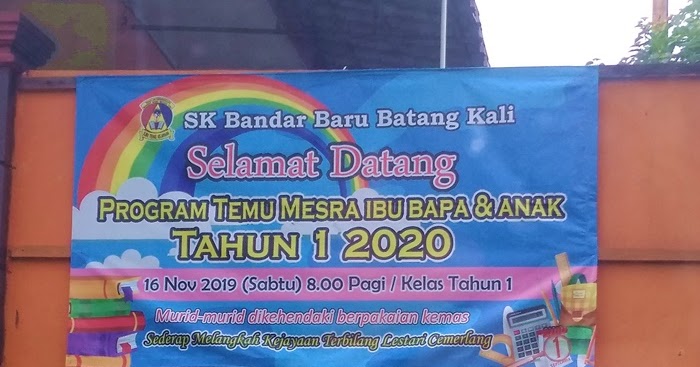 SK Bandar Baru Batang Kali
Selamat Datang
PROGRAM TEMU MESRA IBU BAPA & ANAK
TAHUN 1 2020
16 Nov 2019 (Sabtu) 8.00 Pagi / Kelas Tahun 1
Murid-murid dikehendaki berpakaian kemas
Sederap Melangkah Kejayaan Terbilang Lestari Cemerlang
1